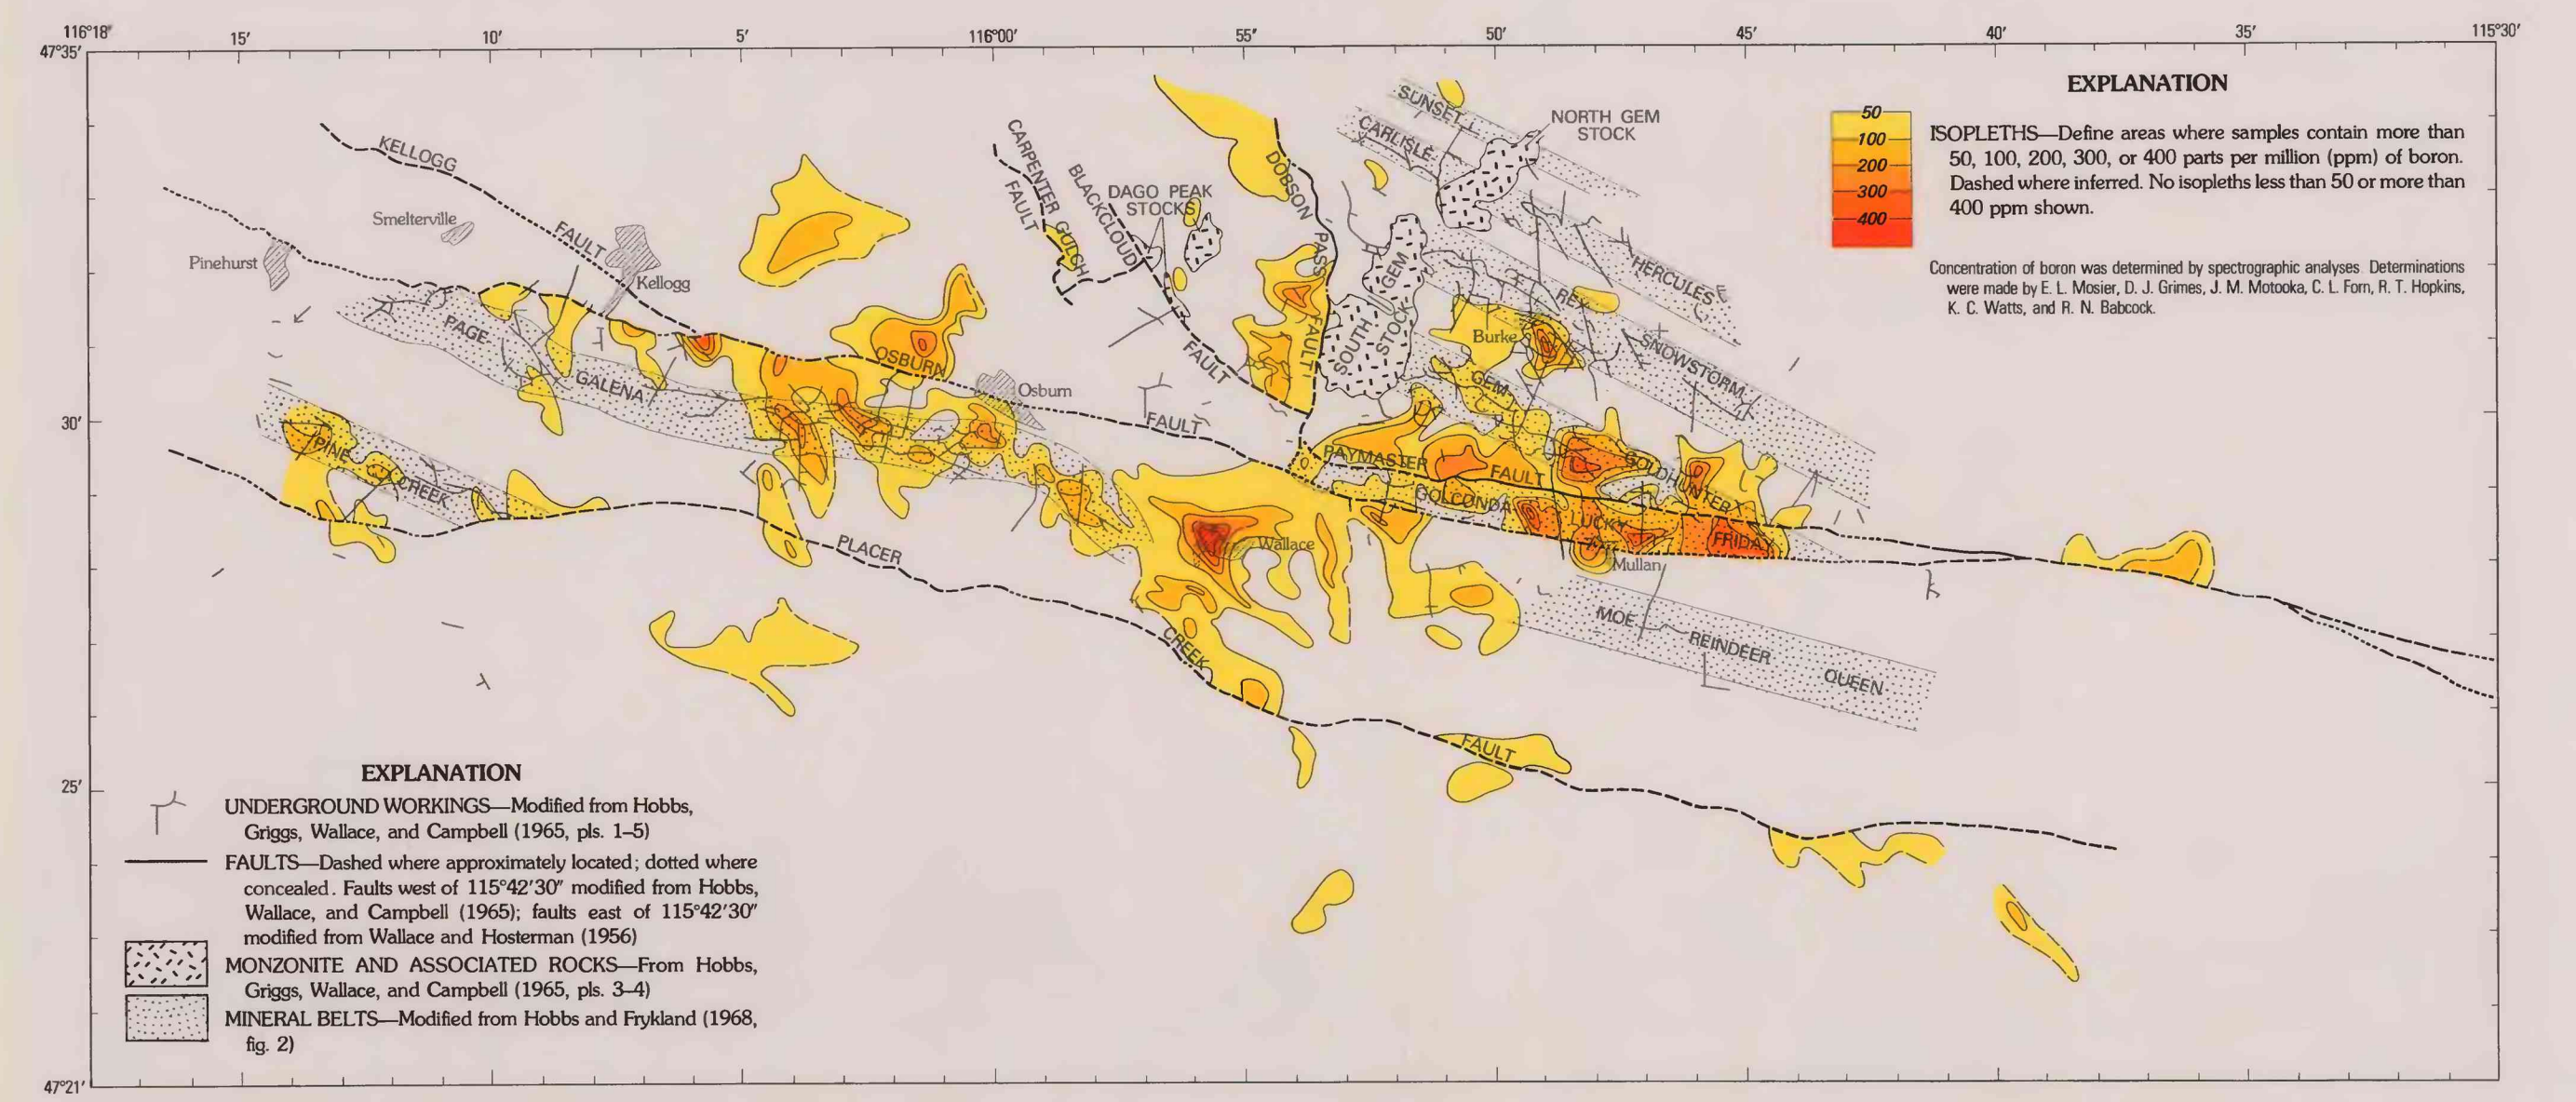 116°18′
15′
10′
5′
116°00′
55′
50′
45′
40′
35′
115°30′
47°35′
30′
25′
47°21′
EXPLANATION
50
100
200
300
400
ISOPLETHS—Define areas where samples contain more than
50, 100, 200, 300, or 400 parts per million (ppm) of boron.
Dashed where inferred. No isopleths less than 50 or more than
400 ppm shown.
Concentration of boron was determined by spectrographic analyses. Determinations
were made by E. L. Mosier, D. J. Grimes, J. M. Motooka, C. L. Forn, R. T. Hopkins,
K. C. Watts, and R. N. Babcock.
SUNSET
CARLISLE
NORTH GEM
STOCK
KELLOGG
FAULT
Smelterville
Pinehurst
Kellogg
CARPENTER GULCH
FAULT
BLACKCLOUD
FAULT
DAGO PEAK
STOCKS
DOBSON
PASS
FAULT
GEM
SOUTH
STOCK
HERCULES
REX
SNOWSTORM
Burke
GEM
PAGE
GALENA
OSBURN
Osburn
FAULT
PINE
CREEK
PAYMASTER
FAULT
GOLDHUNTER
GOLCONDA
LUCKY
FRIDAY
Mullan
Wallace
PLACER
CREEK
FAULT
MOE
REINDEER
QUEEN
EXPLANATION
UNDERGROUND WORKINGS—Modified from Hobbs,
Griggs, Wallace, and Campbell (1965, pls. 1–5)
FAULTS—Dashed where approximately located; dotted where
concealed. Faults west of 115°42′30″ modified from Hobbs,
Wallace, and Campbell (1965); faults east of 115°42′30″
modified from Wallace and Hosterman (1956)
MONZONITE AND ASSOCIATED ROCKS—From Hobbs,
Griggs, Wallace, and Campbell (1965, pls. 3–4)
MINERAL BELTS—Modified from Hobbs and Frykland (1968,
fig. 2)